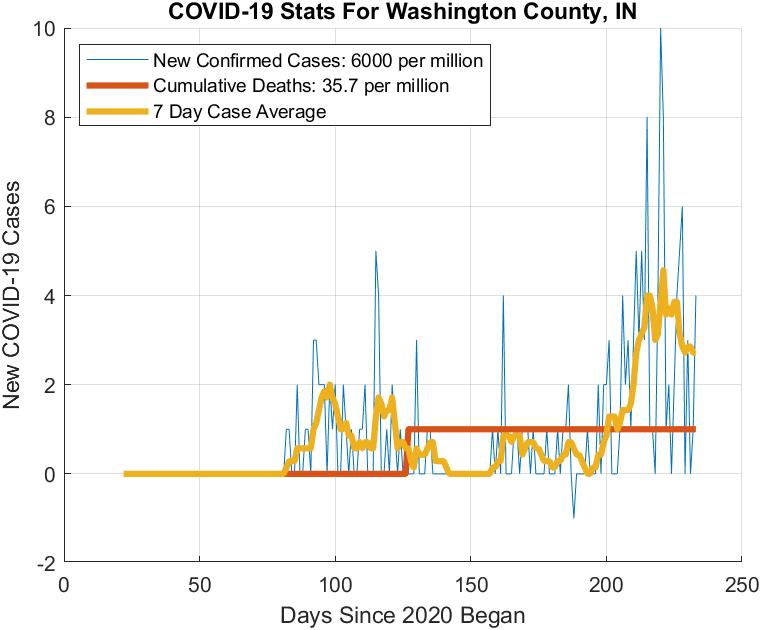 COVID-19 Stats For Washington County, IN
New Confirmed Cases: 6000 per million
Cumulative Deaths: 35.7 per million
7 Day Case Average
New COVID-19 Cases
10
8
6
4
2
0
-2
0 50 100 150 200 250
Days Since 2020 Began